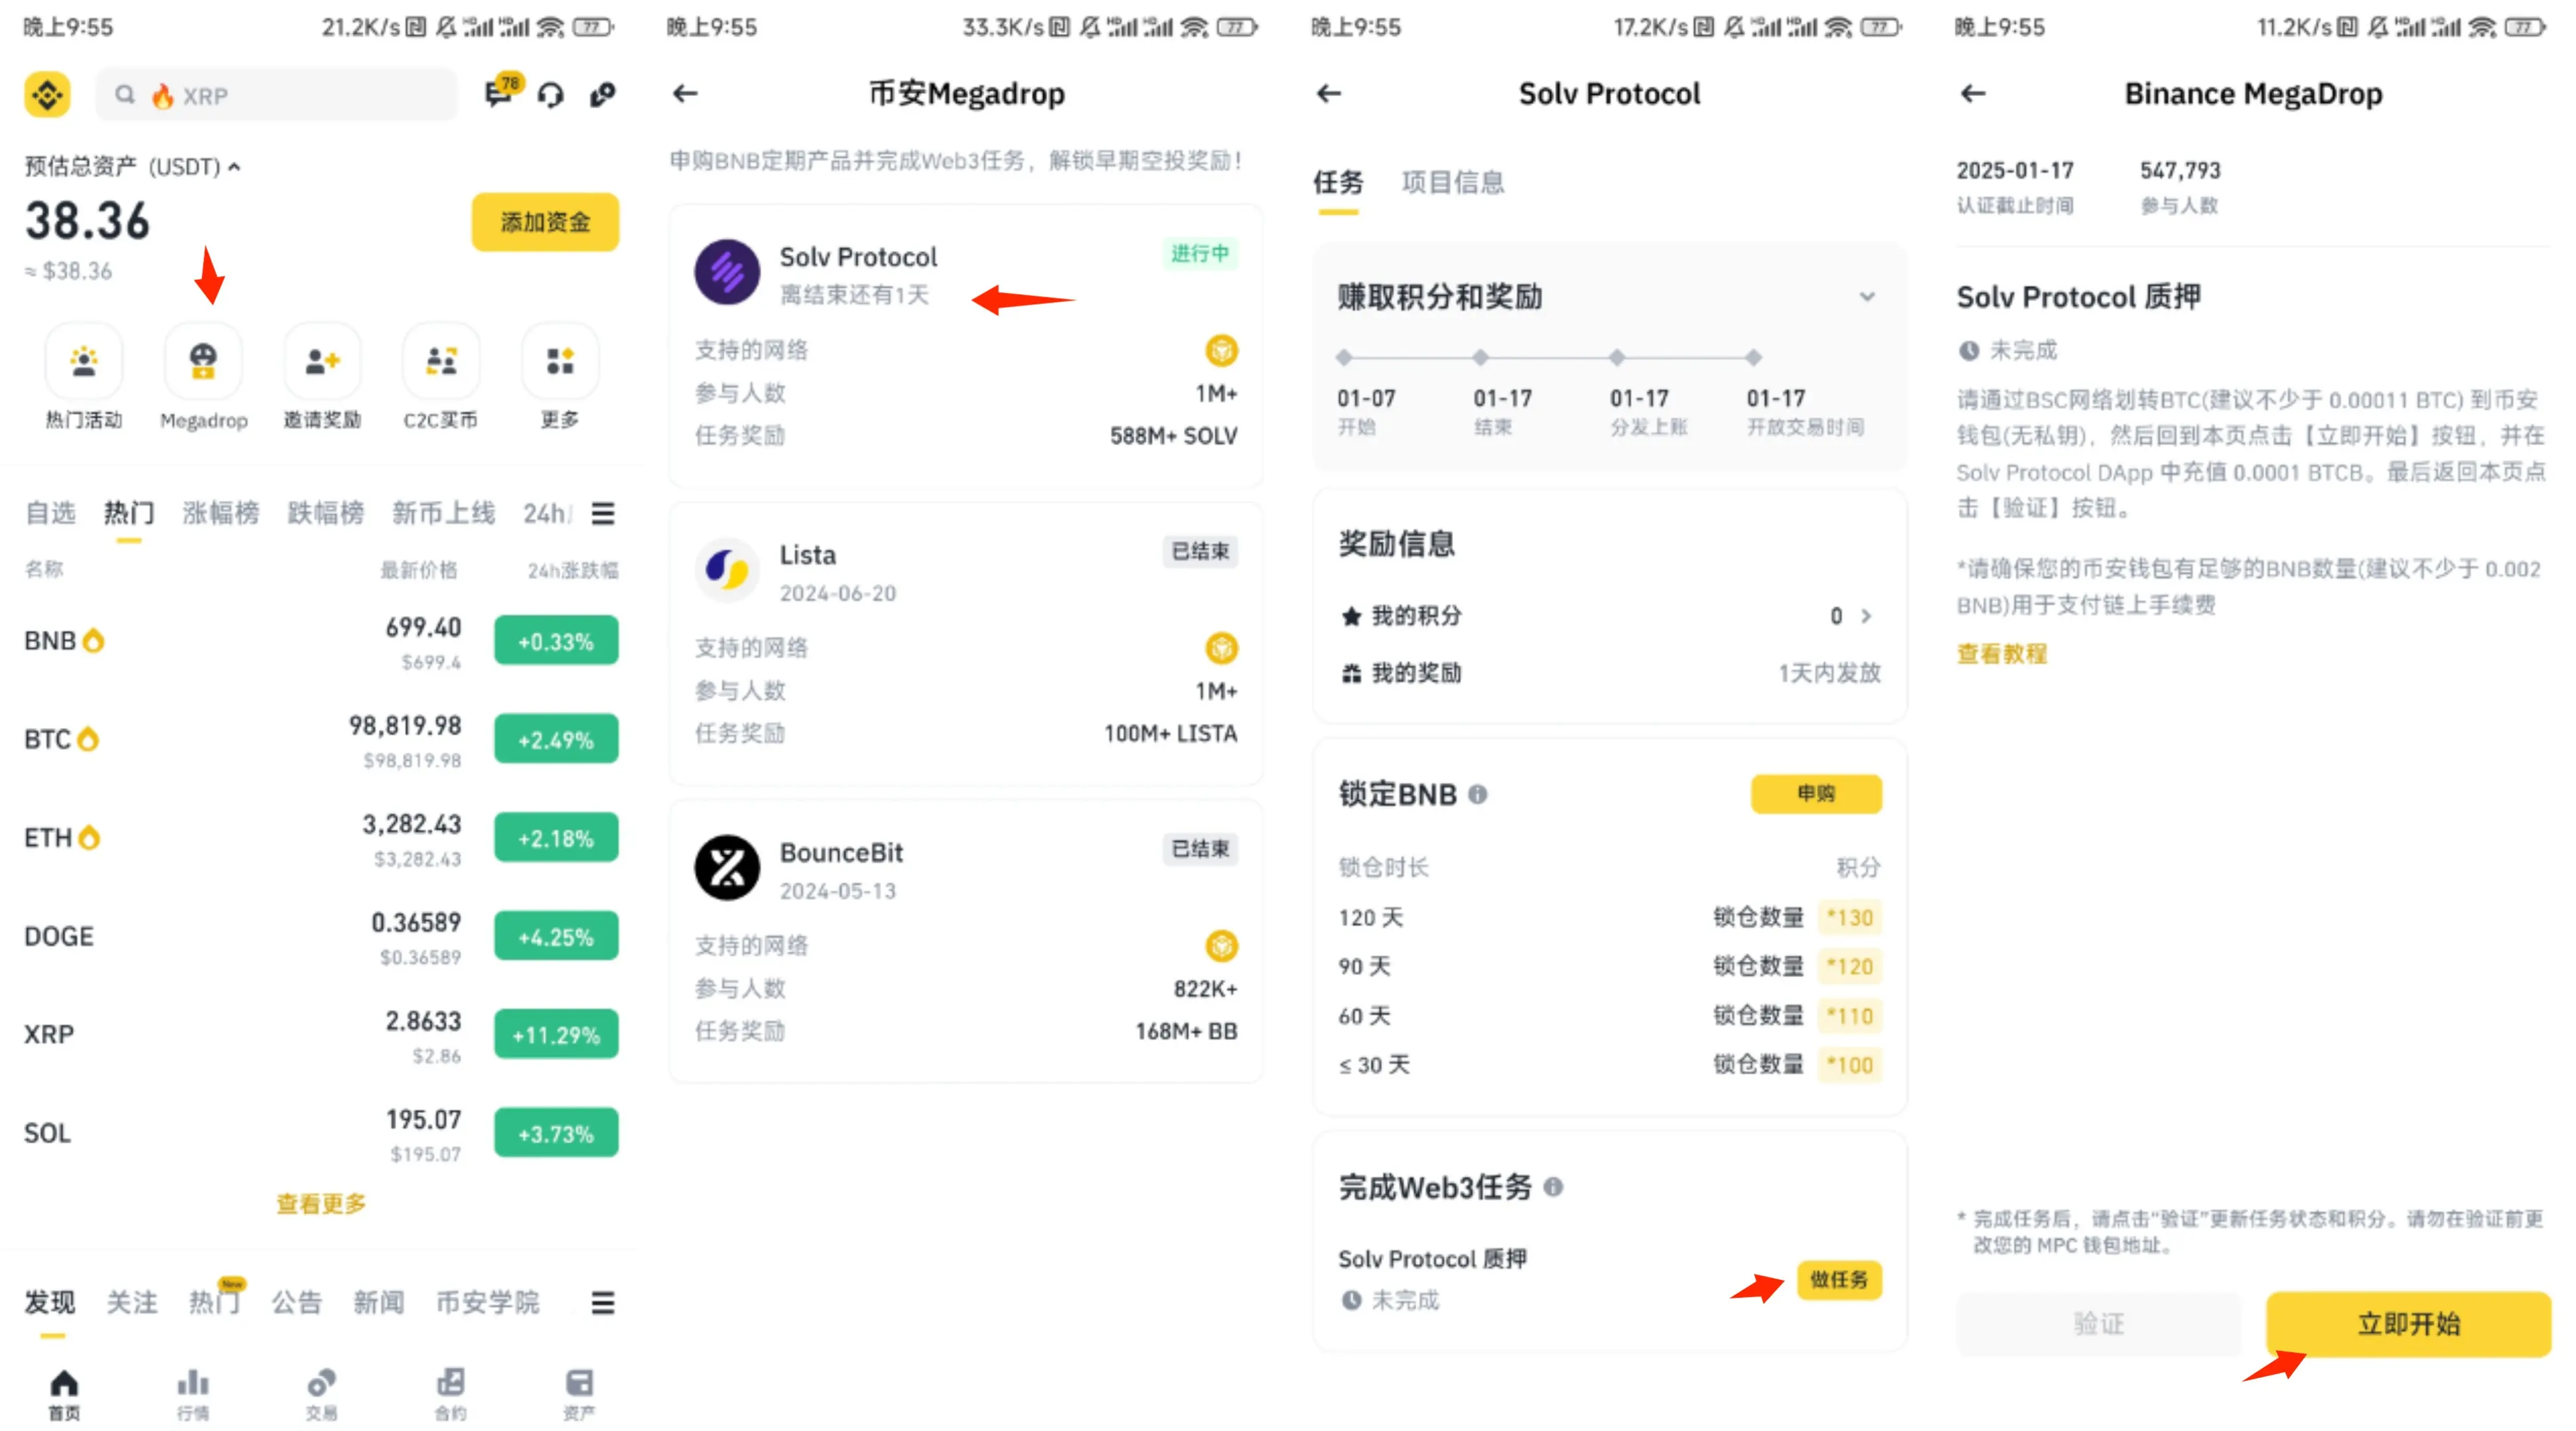 晚上9:55 21.2K/s 77
XRP 78
预估总资产 (USDT)
38.36
添加资金
≈ $38.36
热门活动 Megadrop 邀请奖励 C2C买币 更多
自选 热门 涨幅榜 跌幅榜 新币上线 24h
名称 最新价格 24h涨跌幅
BNB 699.40 +0.33%
$699.4
BTC 98,819.98 +2.49%
$98,819.98
ETH 3,282.43 +2.18%
$3,282.43
DOGE 0.36589 +4.25%
$0.36589
XRP 2.8633 +11.29%
$2.86
SOL 195.07 +3.73%
$195.07
查看更多
New
发现 关注 热门 公告 新闻 币安学院
首页 行情 交易 合约 资产
晚上9:55 33.3K/s 77
币安Megadrop
申购BNB定期产品并完成Web3任务，解锁早期空投奖励！
Solv Protocol 进行中
离结束还有1天
支持的网络
参与人数 1M+
任务奖励 588M+ SOLV
Lista 已结束
2024-06-20
支持的网络
参与人数 1M+
任务奖励 100M+ LISTA
BounceBit 已结束
2024-05-13
支持的网络
参与人数 822K+
任务奖励 168M+ BB
晚上9:55 17.2K/s 77
Solv Protocol
任务 项目信息
赚取积分和奖励
01-07 01-17 01-17 01-17
开始 结束 分发上账 开放交易时间
奖励信息
我的积分 0
我的奖励 1天内发放
锁定BNB 申购
锁仓时长 积分
120 天 锁仓数量 *130
90 天 锁仓数量 *120
60 天 锁仓数量 *110
≤ 30 天 锁仓数量 *100
完成Web3任务
Solv Protocol 质押
做任务
未完成
晚上9:55 11.2K/s 77
Binance MegaDrop
2025-01-17 547,793
认证截止时间 参与人数
Solv Protocol 质押
未完成
请通过BSC网络划转BTC(建议不少于 0.00011 BTC) 到币安
钱包(无私钥)，然后回到本页点击【立即开始】按钮，并在
Solv Protocol DApp 中充值 0.0001 BTCB。最后返回本页点
击【验证】按钮。
*请确保您的币安钱包有足够的BNB数量(建议不少于 0.002
BNB)用于支付链上手续费
查看教程
* 完成任务后，请点击“验证”更新任务状态和积分。请勿在验证前更
改您的 MPC 钱包地址。
验证 立即开始